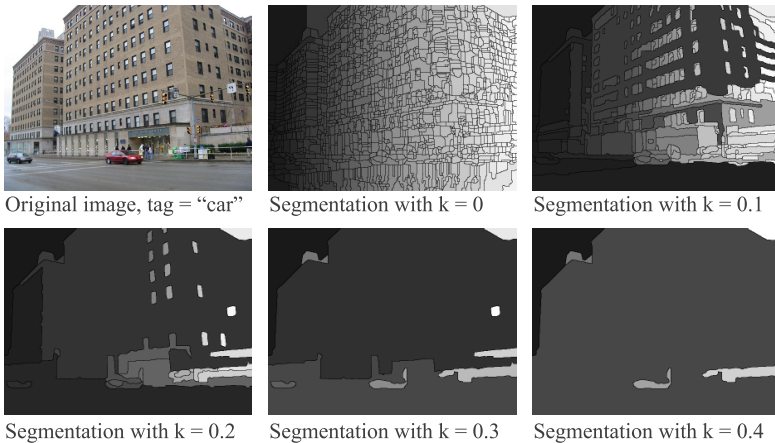 Original image, tag = “car”
Segmentation with k = 0
Segmentation with k = 0.1
Segmentation with k = 0.2
Segmentation with k = 0.3
Segmentation with k = 0.4